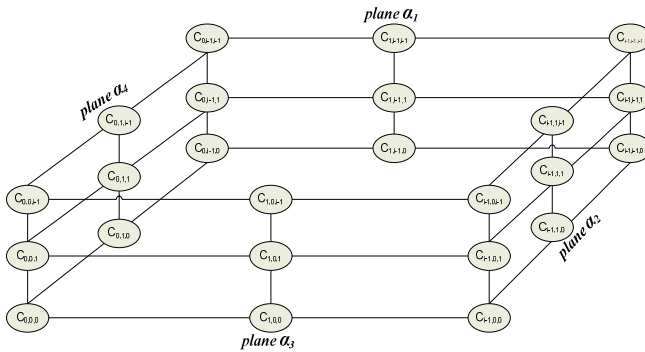 plane α₁
C₀,ᵢ₋₁,ᵢ₋₁ C₁,ᵢ₋₁,ᵢ₋₁ Cᵢ₋₁,ᵢ₋₁,ᵢ₋₁
plane α₄
C₀,ᵢ₋₁,₁ C₁,ᵢ₋₁,₁ Cᵢ₋₁,ᵢ₋₁,₁
C₀,₁,ᵢ₋₁ Cᵢ₋₁,₁,ᵢ₋₁
C₀,ᵢ₋₁,₀ C₁,ᵢ₋₁,₀ Cᵢ₋₁,ᵢ₋₁,₀
C₀,₁,₁ Cᵢ₋₁,₁,₁
C₀,₀,ᵢ₋₁ C₁,₀,ᵢ₋₁ Cᵢ₋₁,₀,ᵢ₋₁
C₀,₁,₀ Cᵢ₋₁,₁,₀
plane α₂
C₀,₀,₁ C₁,₀,₁ Cᵢ₋₁,₀,₁
C₀,₀,₀ C₁,₀,₀ Cᵢ₋₁,₀,₀
plane α₃